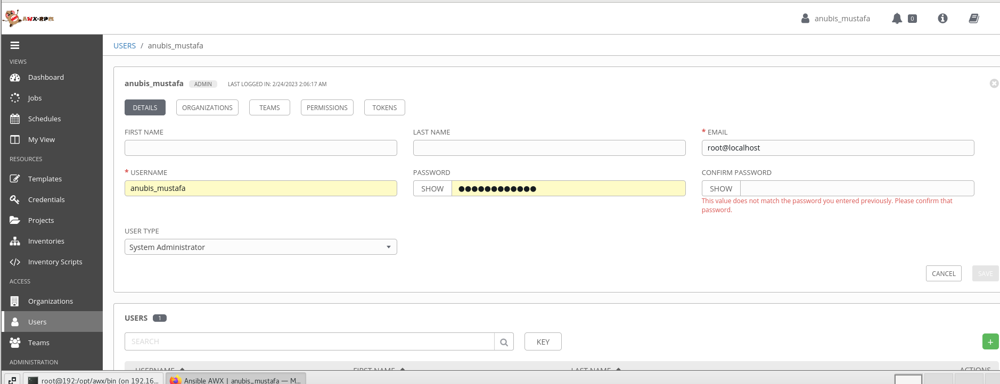 AWX-RPM
anubis_mustafa
0
VIEWS
Dashboard
Jobs
Schedules
My View
RESOURCES
Templates
Credentials
Projects
Inventories
Inventory Scripts
ACCESS
Organizations
Users
Teams
ADMINISTRATION
USERS / anubis_mustafa
anubis_mustafa ADMIN LAST LOGGED IN: 2/24/2023 2:06:17 AM
DETAILS ORGANIZATIONS TEAMS PERMISSIONS TOKENS
FIRST NAME
LAST NAME
* EMAIL
root@localhost
* USERNAME
anubis_mustafa
PASSWORD
SHOW ●●●●●●●●●●●●
CONFIRM PASSWORD
SHOW
This value does not match the password you entered previously. Please confirm that
password.
USER TYPE
System Administrator
CANCEL SAVE
USERS 1
SEARCH
KEY
+
USERNAME FIRST NAME LAST NAME ACTIONS
root@192:/opt/awx/bin (on 192.16...
Ansible AWX | anubis_mustafa — M...